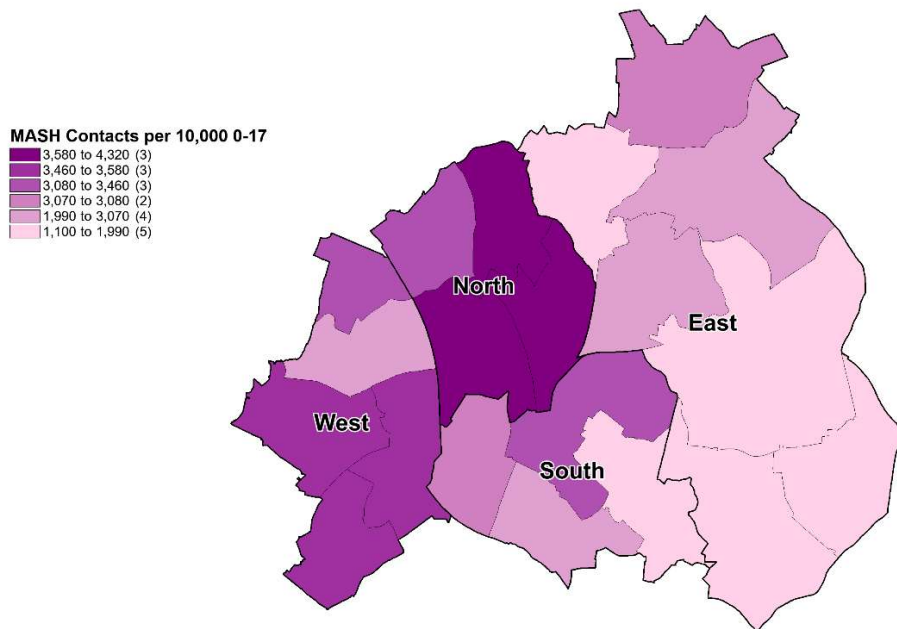 MASH Contacts per 10,000 0-17
3,580 to 4,320 (3)
3,460 to 3,580 (3)
3,080 to 3,460 (3)
3,070 to 3,080 (2)
1,990 to 3,070 (4)
1,100 to 1,990 (5)
North
East
West
South